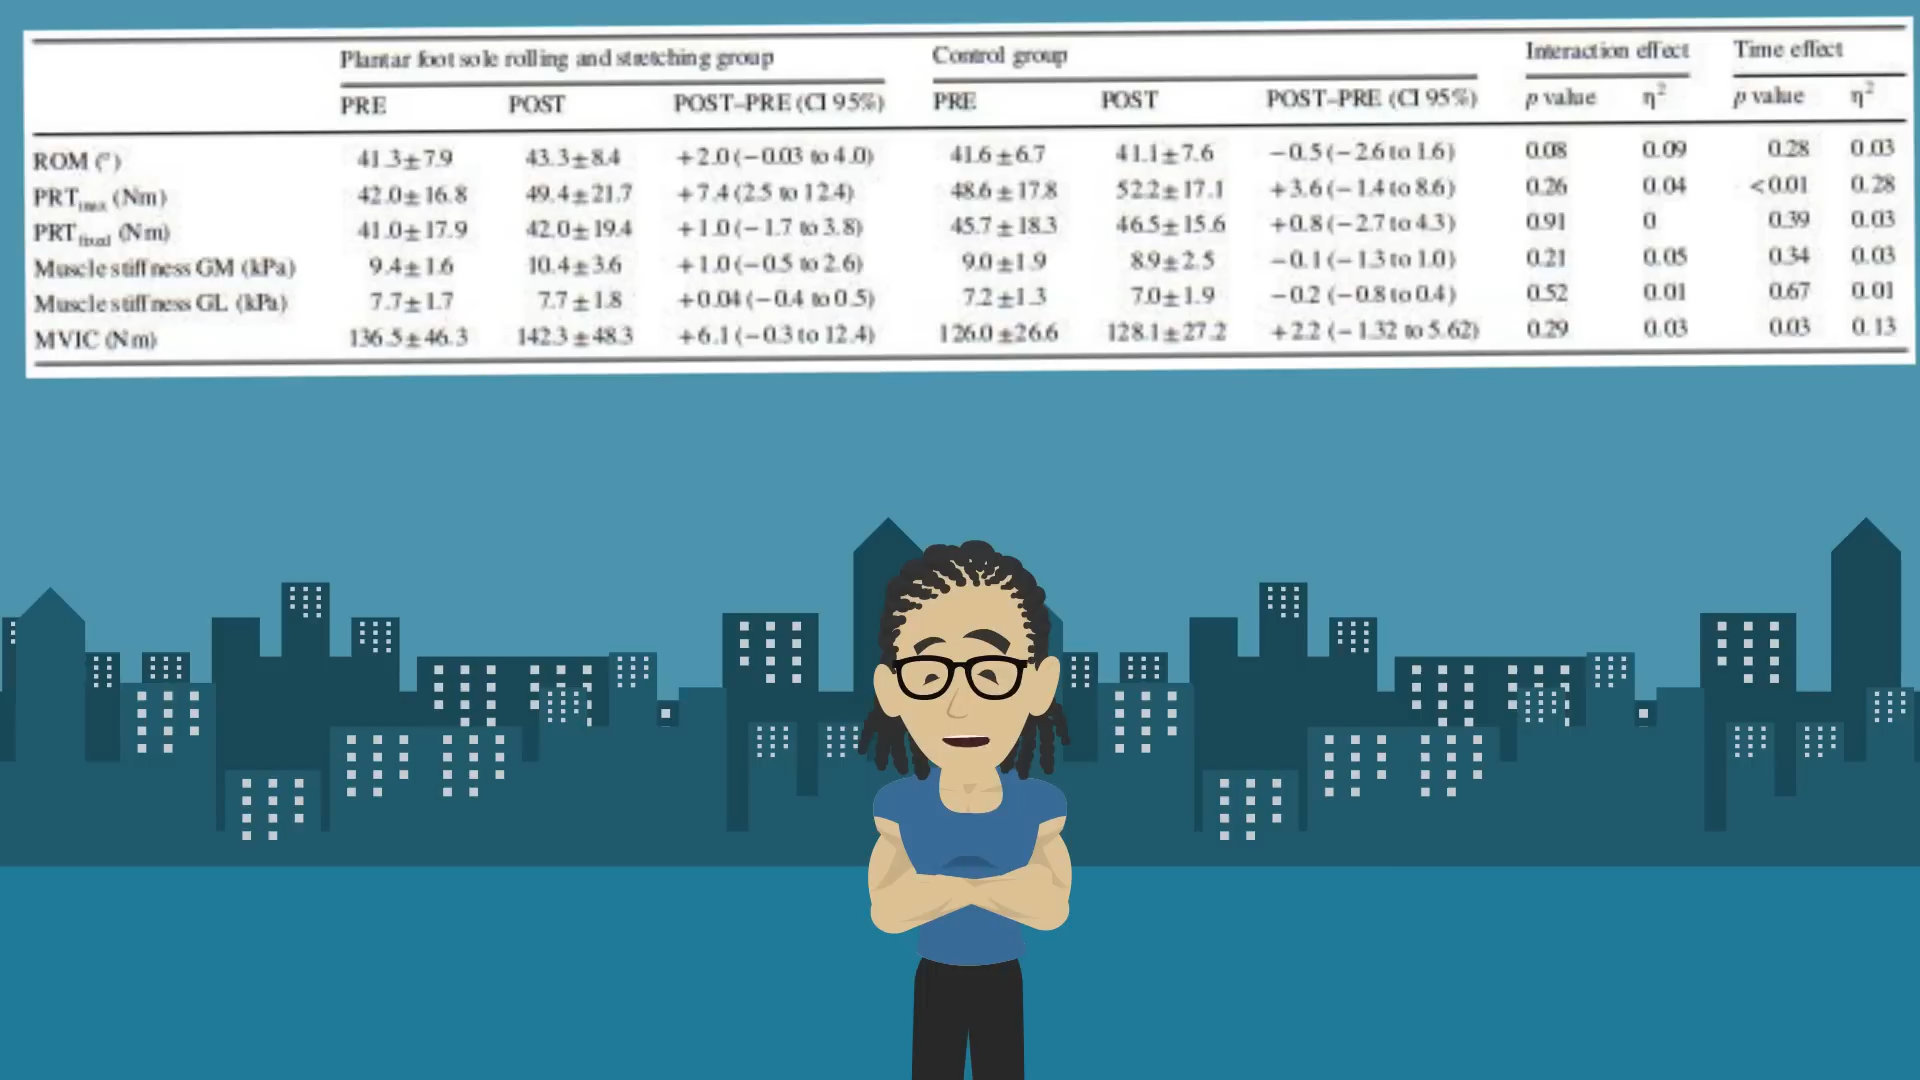 Plantar foot sole rolling and stretching group Control group Interaction effect Time effect
PRE POST POST–PRE (CI 95%) PRE POST POST–PRE (CI 95%) p value η² p value η²
ROM (°) 41.3±7.9 43.3±8.4 +2.0 (−0.03 to 4.0) 41.6±6.7 41.1±7.6 −0.5 (−2.6 to 1.6) 0.08 0.09 0.28 0.03
PRTmax (Nm) 42.0±16.8 49.4±21.7 +7.4 (2.5 to 12.4) 48.6±17.8 52.2±17.1 +3.6 (−1.4 to 8.6) 0.26 0.04 <0.01 0.28
PRTfixed (Nm) 41.0±17.9 42.0±19.4 +1.0 (−1.7 to 3.8) 45.7±18.3 46.5±15.6 +0.8 (−2.7 to 4.3) 0.91 0 0.39 0.03
Muscle stiffness GM (kPa) 9.4±1.6 10.4±3.6 +1.0 (−0.5 to 2.6) 9.0±1.9 8.9±2.5 −0.1 (−1.3 to 1.0) 0.21 0.05 0.34 0.03
Muscle stiffness GL (kPa) 7.7±1.7 7.7±1.8 +0.04 (−0.4 to 0.5) 7.2±1.3 7.0±1.9 −0.2 (−0.8 to 0.4) 0.52 0.01 0.67 0.01
MVIC (Nm) 136.5±46.3 142.3±48.3 +6.1 (−0.3 to 12.4) 126.0±26.6 128.1±27.2 +2.2 (−1.32 to 5.62) 0.29 0.03 0.03 0.13